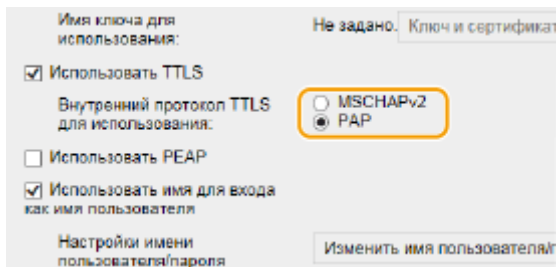 Имя ключа для использования:
Не задано. Ключ и сертификат
Использовать TTLS
Внутренний протокол TTLS для использования:
MSCHAPv2
PAP
Использовать PEAP
Использовать имя для входа как имя пользователя
Настройки имени пользователя/пароля
Изменить имя пользователя/п